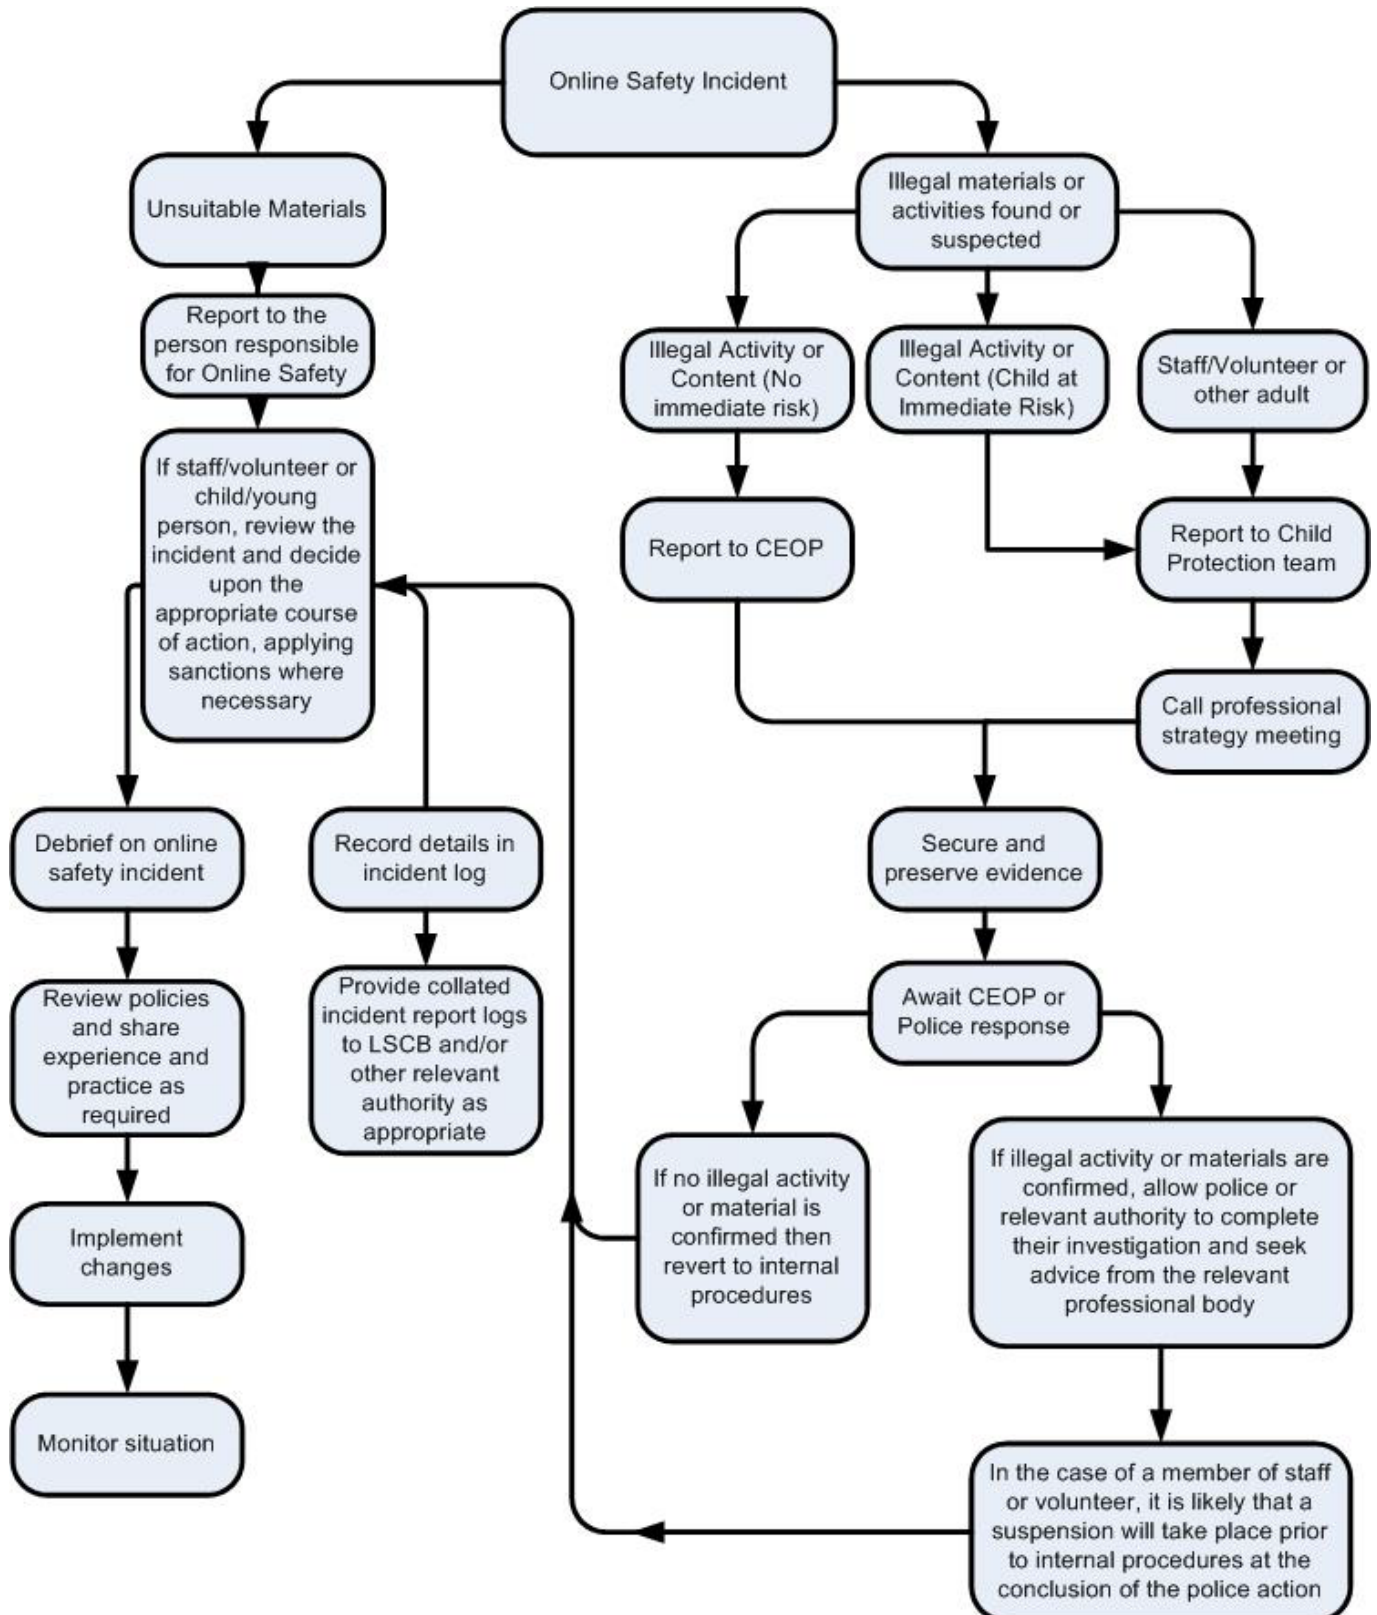 Online Safety Incident
Unsuitable Materials
Report to the
person responsible
for Online Safety
If staff/volunteer or
child/young
person, review the
incident and decide
upon the
appropriate course
of action, applying
sanctions where
necessary
Debrief on online
safety incident
Review policies
and share
experience and
practice as
required
Implement
changes
Monitor situation
Record details in
incident log
Provide collated
incident report logs
to LSCB and/or
other relevant
authority as
appropriate
Illegal materials or
activities found or
suspected
Illegal Activity or
Content (No
immediate risk)
Illegal Activity or
Content (Child at
Immediate Risk)
Staff/Volunteer or
other adult
Report to CEOP
Report to Child
Protection team
Call professional
strategy meeting
Secure and
preserve evidence
Await CEOP or
Police response
If no illegal activity
or material is
confirmed then
revert to internal
procedures
If illegal activity or materials are
confirmed, allow police or
relevant authority to complete
their investigation and seek
advice from the relevant
professional body
In the case of a member of staff
or volunteer, it is likely that a
suspension will take place prior
to internal procedures at the
conclusion of the police action